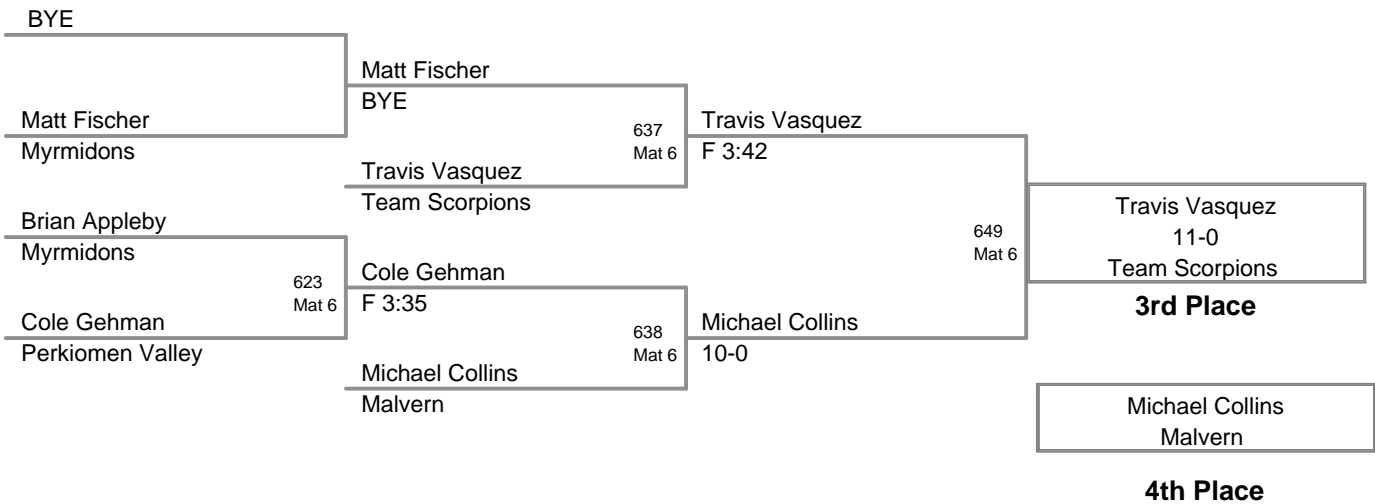 BYE
Matt Fischer
Myrmidons
Brian Appleby
Myrmidons
623
Mat 6
Cole Gehman
Perkiomen Valley
Matt Fischer
BYE
637
Mat 6
Travis Vasquez
Team Scorpions
Cole Gehman
F 3:35
638
Mat 6
Michael Collins
Malvern
Travis Vasquez
F 3:42
649
Mat 6
Michael Collins
10-0
Travis Vasquez
11-0
Team Scorpions
3rd Place
Michael Collins
Malvern
4th Place